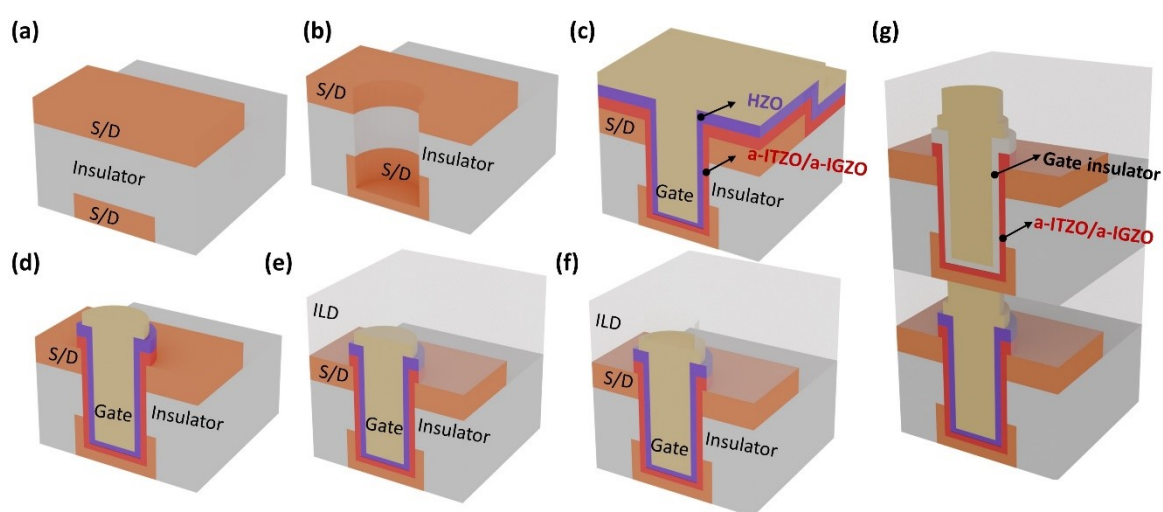 (a)
S/D
Insulator
S/D
(b)
S/D
Insulator
S/D
(c)
HZO
S/D
a-ITZO/a-IGZO
Gate
Insulator
(d)
S/D
Gate
Insulator
(e)
ILD
S/D
Gate
Insulator
(f)
ILD
S/D
Gate
Insulator
(g)
Gate insulator
a-ITZO/a-IGZO